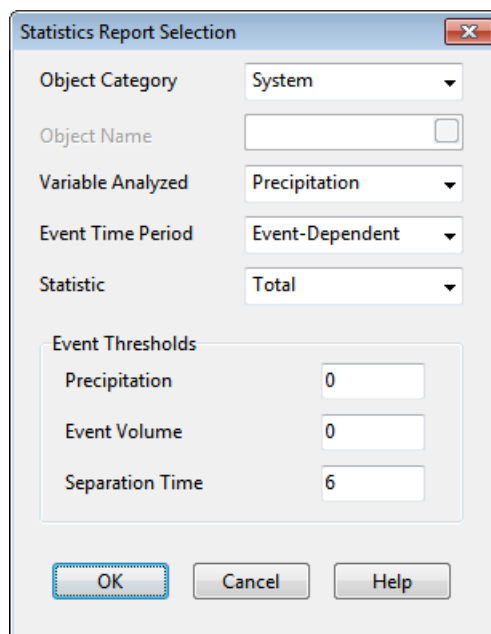 Statistics Report Selection
Object Category System
Object Name
Variable Analyzed Precipitation
Event Time Period Event-Dependent
Statistic Total
Event Thresholds
Precipitation 0
Event Volume 0
Separation Time 6
OK Cancel Help